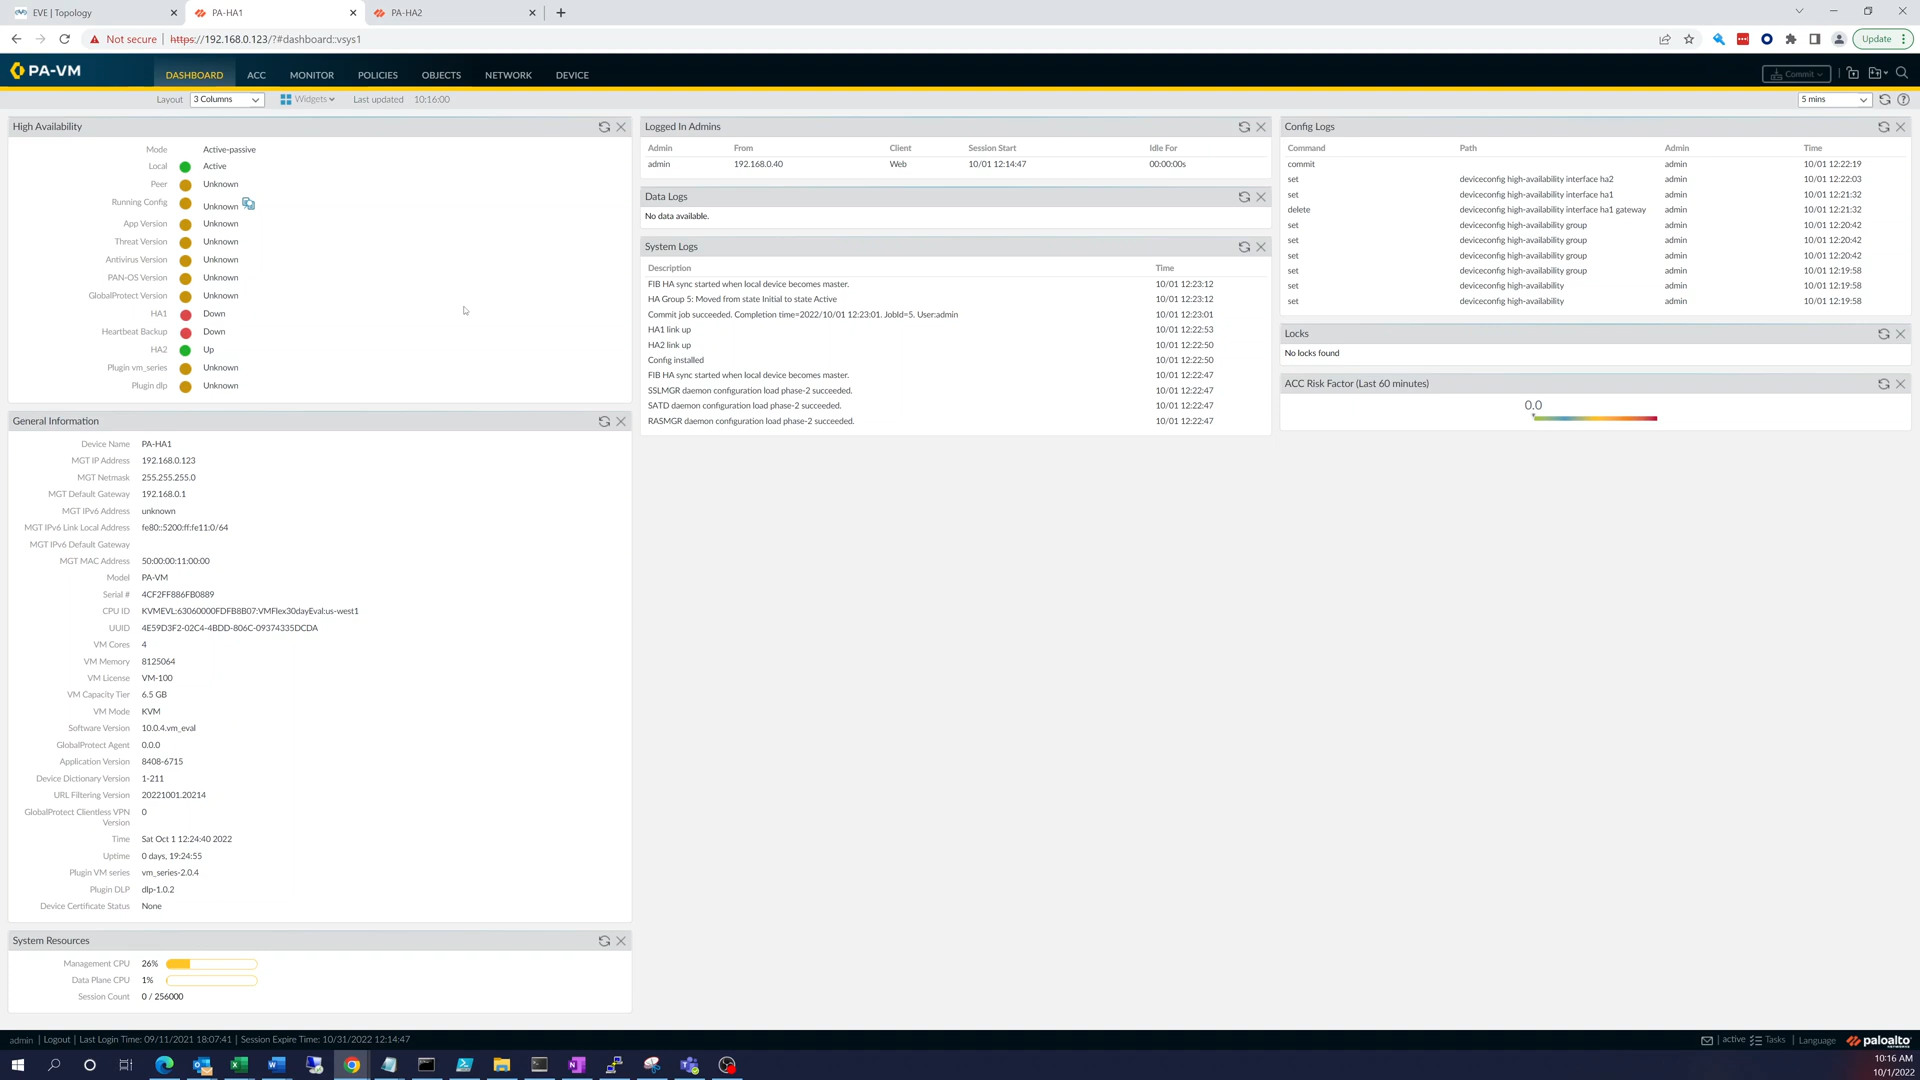 EVE | Topology
PA-HA1
PA-HA2
Not secure | https://192.168.0.123/?#dashboard::vsys1
Update
PA-VM
DASHBOARD ACC MONITOR POLICIES OBJECTS NETWORK DEVICE
Commit
Layout 3 Columns Widgets Last updated 10:16:00
5 mins
High Availability
Mode Active-passive
Local Active
Peer Unknown
Running Config Unknown
App Version Unknown
Threat Version Unknown
Antivirus Version Unknown
PAN-OS Version Unknown
GlobalProtect Version Unknown
HA1 Down
Heartbeat Backup Down
HA2 Up
Plugin vm_series Unknown
Plugin dlp Unknown
General Information
Device Name PA-HA1
MGT IP Address 192.168.0.123
MGT Netmask 255.255.255.0
MGT Default Gateway 192.168.0.1
MGT IPv6 Address unknown
MGT IPv6 Link Local Address fe80::5200:ff:fe11:0/64
MGT IPv6 Default Gateway
MGT MAC Address 50:00:00:11:00:00
Model PA-VM
Serial # 4CF2FF886FB0889
CPU ID KVMEVL:63060000FDFB8B07:VMFlex30dayEval:us-west1
UUID 4E59D3F2-02C4-4BDD-806C-09374335DCDA
VM Cores 4
VM Memory 8125064
VM License VM-100
VM Capacity Tier 6.5 GB
VM Mode KVM
Software Version 10.0.4.vm_eval
GlobalProtect Agent 0.0.0
Application Version 8408-6715
Device Dictionary Version 1-211
URL Filtering Version 20221001.20214
GlobalProtect Clientless VPN 0
Version
Time Sat Oct 1 12:24:40 2022
Uptime 0 days, 19:24:55
Plugin VM series vm_series-2.0.4
Plugin DLP dlp-1.0.2
Device Certificate Status None
System Resources
Management CPU 26%
Data Plane CPU 1%
Session Count 0 / 256000
Logged In Admins
Admin From Client Session Start Idle For
admin 192.168.0.40 Web 10/01 12:14:47 00:00:00s
Data Logs
No data available.
System Logs
Description Time
FIB HA sync started when local device becomes master. 10/01 12:23:12
HA Group 5: Moved from state Initial to state Active 10/01 12:23:12
Commit job succeeded. Completion time=2022/10/01 12:23:01. JobId=5. User:admin 10/01 12:23:01
HA1 link up 10/01 12:22:53
HA2 link up 10/01 12:22:50
Config installed 10/01 12:22:50
FIB HA sync started when local device becomes master. 10/01 12:22:47
SSLMGR daemon configuration load phase-2 succeeded. 10/01 12:22:47
SATD daemon configuration load phase-2 succeeded. 10/01 12:22:47
RASMGR daemon configuration load phase-2 succeeded. 10/01 12:22:47
Config Logs
Command Path Admin Time
commit admin 10/01 12:22:19
set deviceconfig high-availability interface ha2 admin 10/01 12:22:03
set deviceconfig high-availability interface ha1 admin 10/01 12:21:32
delete deviceconfig high-availability interface ha1 gateway admin 10/01 12:21:32
set deviceconfig high-availability group admin 10/01 12:20:42
set deviceconfig high-availability group admin 10/01 12:20:42
set deviceconfig high-availability group admin 10/01 12:20:42
set deviceconfig high-availability group admin 10/01 12:19:58
set deviceconfig high-availability admin 10/01 12:19:58
set deviceconfig high-availability admin 10/01 12:19:58
Locks
No locks found
ACC Risk Factor (Last 60 minutes)
0.0
admin | Logout | Last Login Time: 09/11/2021 18:07:41 | Session Expire Time: 10/31/2022 12:14:47
| active Tasks | Language paloalto
NETWORKS
10:16 AM
10/1/2022